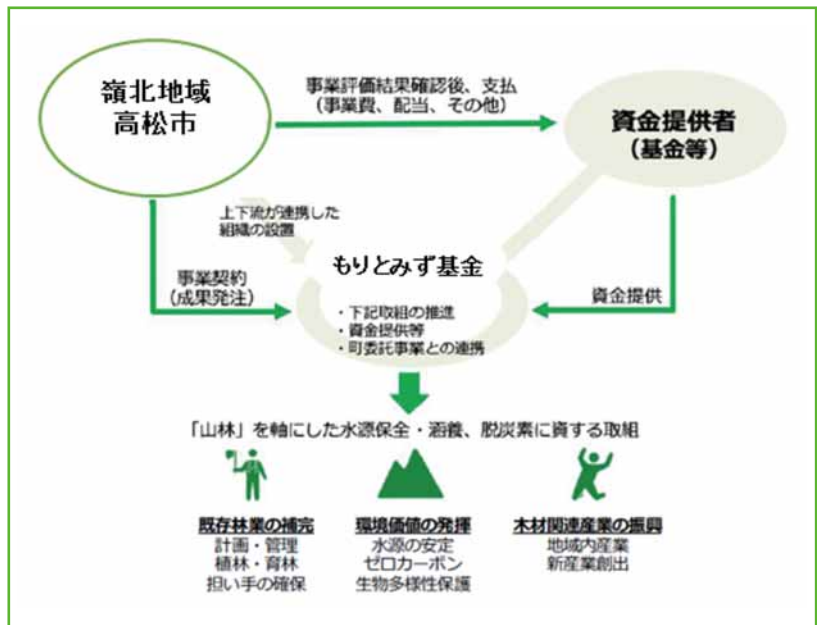 嶺北地域
高松市
事業評価結果確認後、支払
（事業費、配当、その他）
資金提供者
（基金等）
上下流が連携した
組織の設置
事業契約
（成果発注）
もりとみず基金
・下記取組の推進
・資金提供等
・町委託事業との連携
資金提供
「山林」を軸にした水源保全・涵養、脱炭素に資する取組
既存林業の補完
計画・管理
植林・育林
担い手の確保
環境価値の発揮
水源の安定
ゼロカーボン
生物多様性保護
木材関連産業の振興
地域内産業
新産業創出